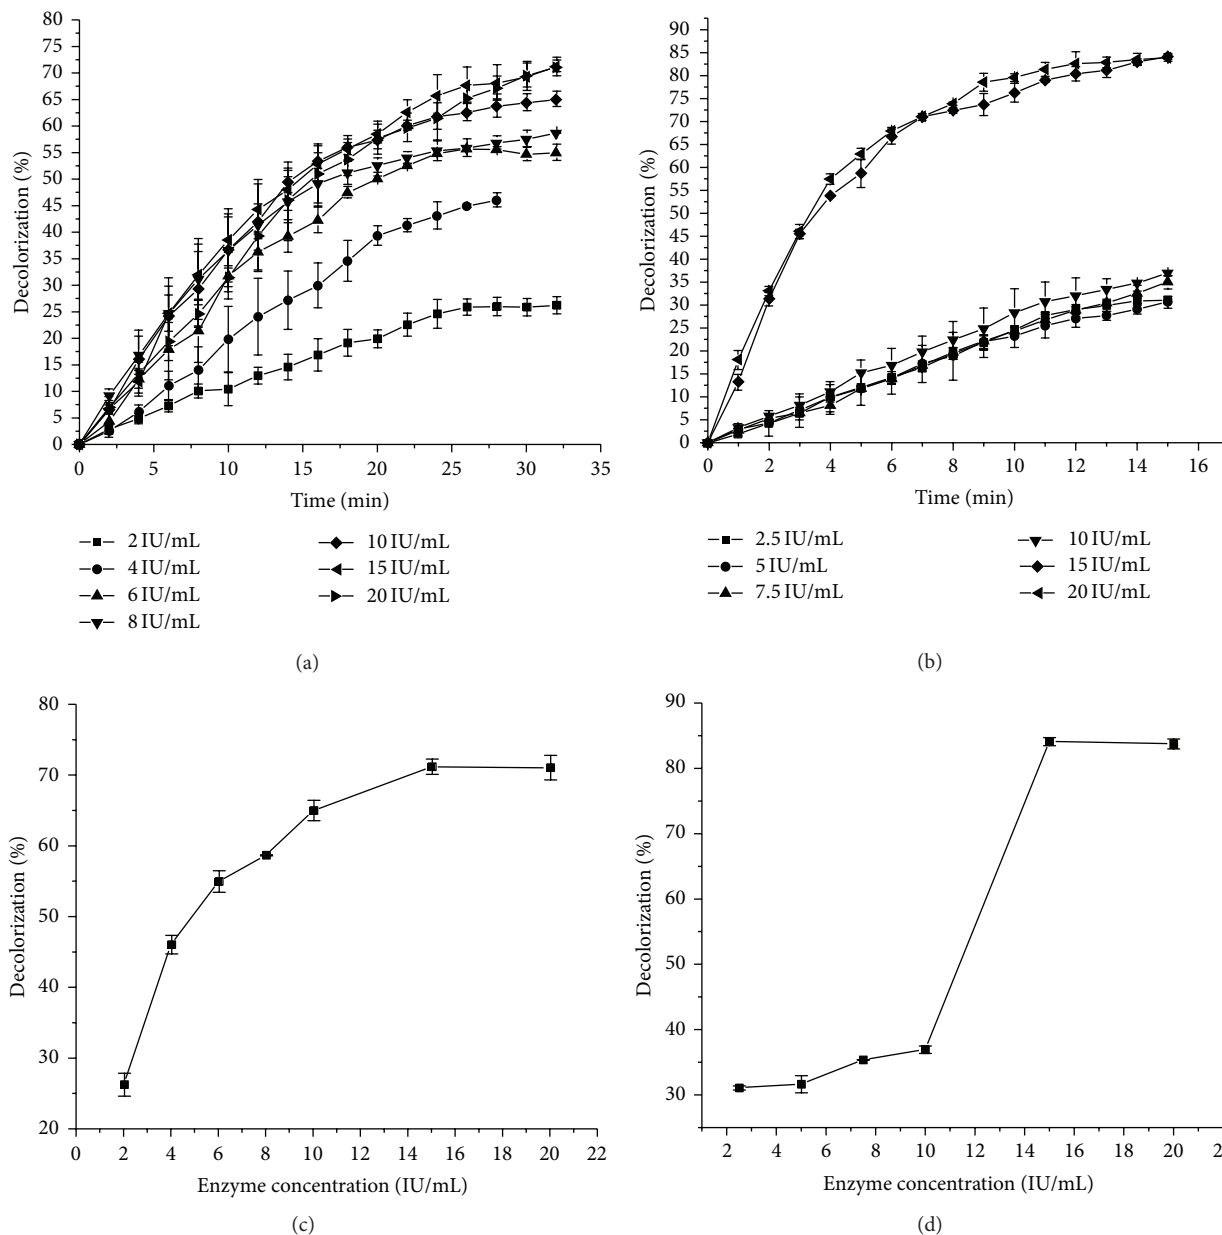 80
75
70
65
60
55
50
45
40
35
30
25
20
15
10
5
0
Decolorization (%)
0 5 10 15 20 25 30 35
Time (min)
2 IU/mL
4 IU/mL
6 IU/mL
8 IU/mL
10 IU/mL
15 IU/mL
20 IU/mL
(a)
90
85
80
75
70
65
60
55
50
45
40
35
30
25
20
15
10
5
0
Decolorization (%)
0 2 4 6 8 10 12 14 16
Time (min)
2.5 IU/mL
5 IU/mL
7.5 IU/mL
10 IU/mL
15 IU/mL
20 IU/mL
(b)
80
70
60
50
40
30
20
Decolorization (%)
0 2 4 6 8 10 12 14 16 18 20 22
Enzyme concentration (IU/mL)
(c)
90
80
70
60
50
40
30
Decolorization (%)
2 4 6 8 10 12 14 16 18 20
Enzyme concentration (IU/mL)
(d)